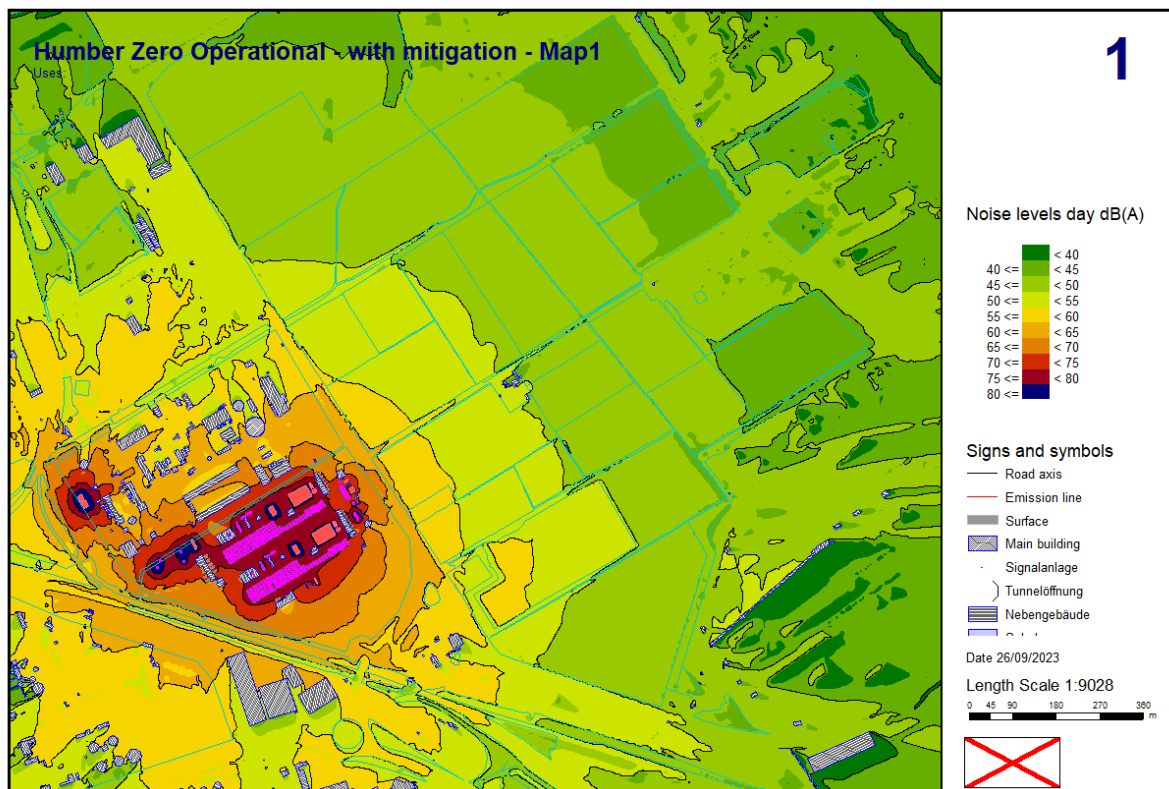 Humber Zero Operational - with mitigation - Map1
Uses
1
Noise levels day dB(A)
< 40
40 <= < 45
45 <= < 50
50 <= < 55
55 <= < 60
60 <= < 65
65 <= < 70
70 <= < 75
75 <= < 80
80 <=
Signs and symbols
Road axis
Emission line
Surface
Main building
Signalanlage
Tunnelöffnung
Nebengebäude
Date 26/09/2023
Length Scale 1:9028
0 45 90 180 270 360
m